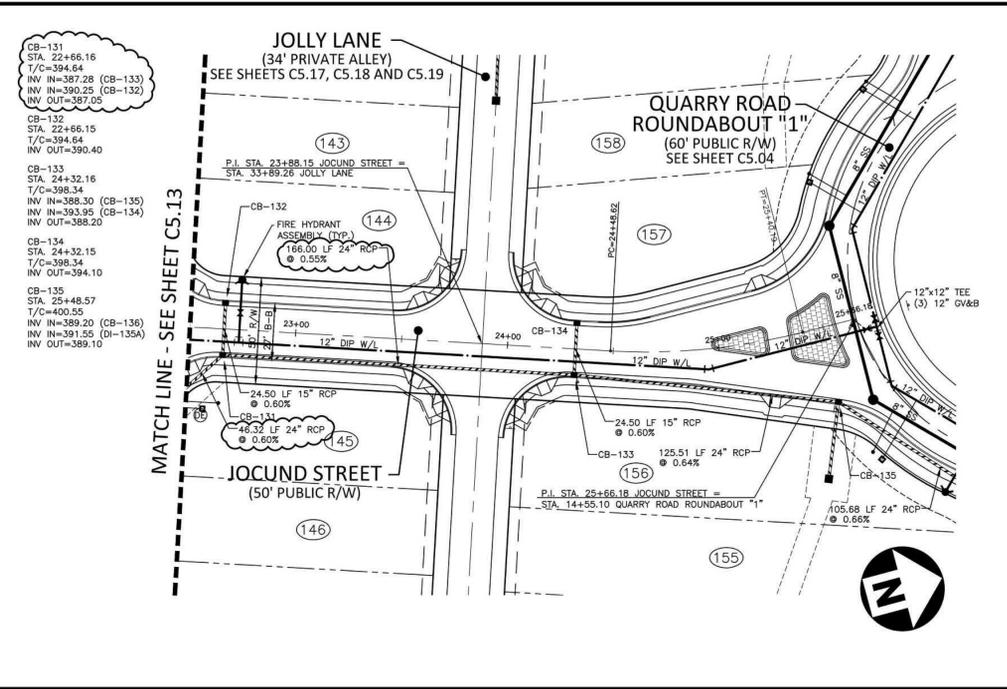 CB-131
STA. 22+66.16
T/C=394.64
INV IN=387.28 (CB-133)
INV IN=390.25 (CB-132)
INV OUT=387.05
CB-132
STA. 22+66.15
T/C=394.64
INV OUT=390.40
CB-133
STA. 24+32.16
T/C=398.34
INV IN=388.30 (CB-135)
INV IN=393.95 (CB-134)
INV OUT=388.20
CB-134
STA. 24+32.15
T/C=398.34
INV OUT=394.10
CB-135
STA. 25+48.57
T/C=400.55
INV IN=389.20 (CB-136)
INV IN=391.55 (DI-135A)
INV OUT=389.10
MATCH LINE - SEE SHEET C5.13
JOLLY LANE
(34' PRIVATE ALLEY)
SEE SHEETS C5.17, C5.18 AND C5.19
QUARRY ROAD
ROUNDABOUT "1"
(60' PUBLIC R/W)
SEE SHEET C5.04
143
158
P.I. STA. 23+88.15 JOCUND STREET =
STA. 33+89.26 JOLLY LANE
CB-132
144
FIRE HYDRANT
ASSEMBLY (TYP.)
166.00 LF 24" RCP
@ 0.55%
157
PC=24+48.62
8" SS
12" DIP W/L
8" SS
12"x12" TEE
(3) 12" GV&B
50' R/W
27' B-B
23+00
24+00
25+00
25+66.18
CB-134
12" DIP W/L
12" DIP W/L
12" DIP W/L
12" DIP W/L
8" SS
24.50 LF 15" RCP
@ 0.60%
CB-131
46.32 LF 24" RCP
@ 0.60%
145
24.50 LF 15" RCP
@ 0.60%
CB-133
125.51 LF 24" RCP
@ 0.64%
156
CB-135
JOCUND STREET
(50' PUBLIC R/W)
P.I. STA. 25+66.18 JOCUND STREET =
STA. 14+55.10 QUARRY ROAD ROUNDABOUT "1"
105.68 LF 24" RCP
@ 0.66%
146
155
N